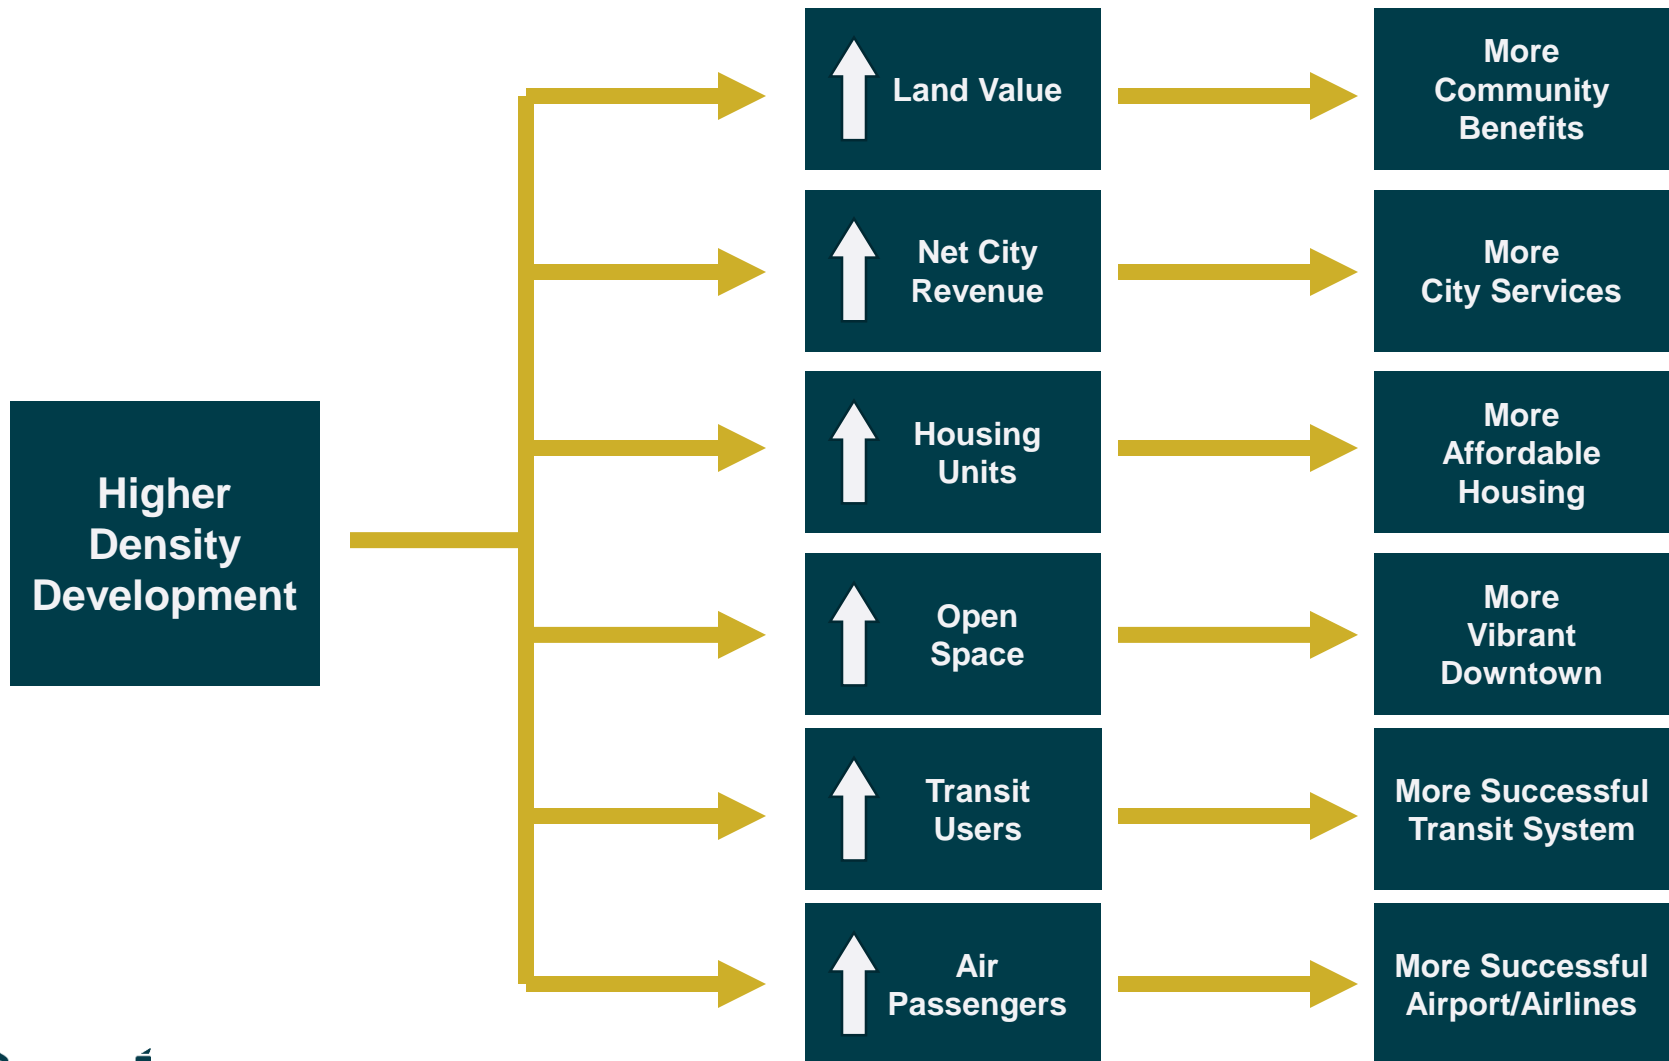 Higher
Density
Development
Land Value
More
Community
Benefits
Net City
Revenue
More
City Services
Housing
Units
More
Affordable
Housing
Open
Space
More
Vibrant
Downtown
Transit
Users
More Successful
Transit System
Air
Passengers
More Successful
Airport/Airlines